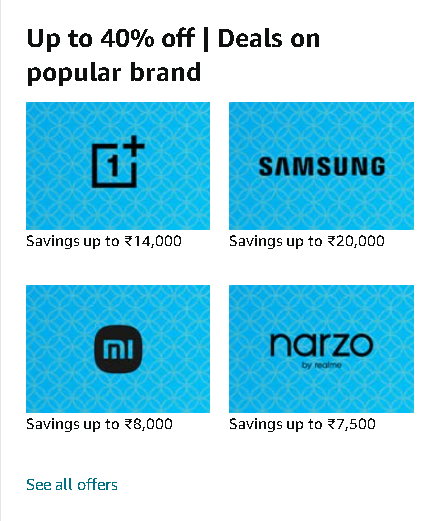 Up to 40% off | Deals on
popular brand
1+
SAMSUNG
Savings up to ₹14,000
Savings up to ₹20,000
mi
narzo
by realme
Savings up to ₹8,000
Savings up to ₹7,500
See all offers